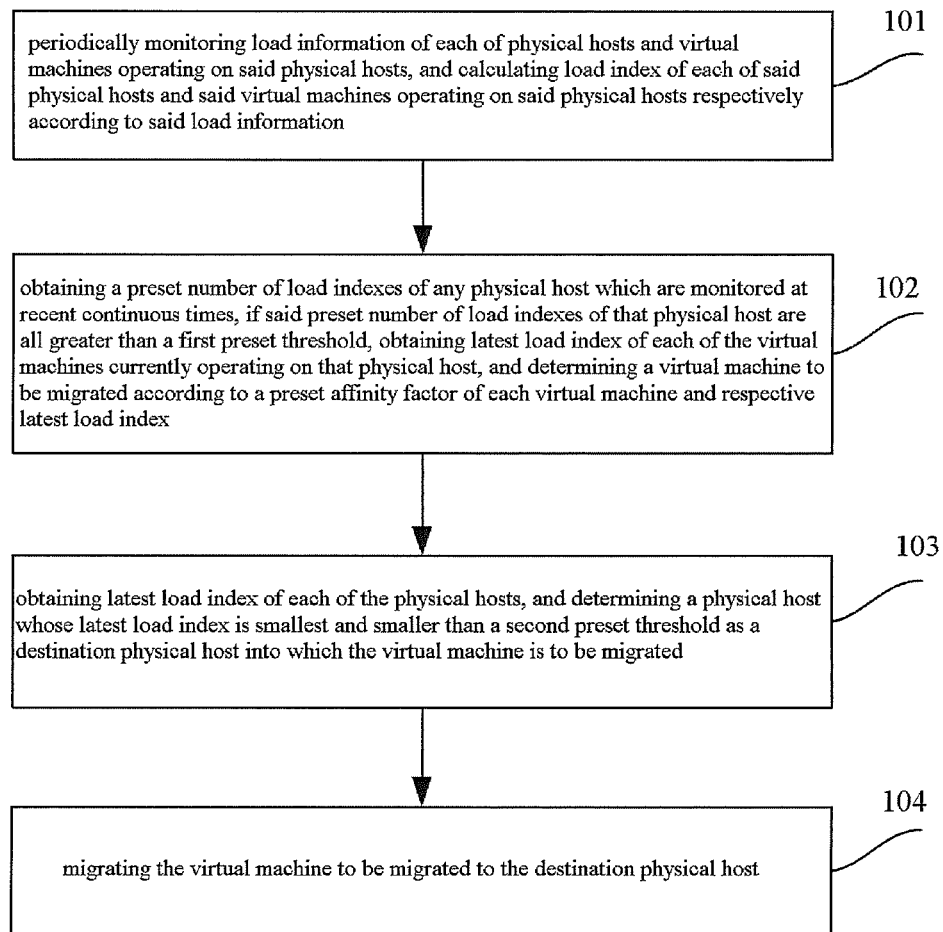 101
periodically monitoring load information of each of physical hosts and virtual
machines operating on said physical hosts, and calculating load index of each of said
physical hosts and said virtual machines operating on said physical hosts respectively
according to said load information
102
obtaining a preset number of load indexes of any physical host which are monitored at
recent continuous times, if said preset number of load indexes of that physical host are
all greater than a first preset threshold, obtaining latest load index of each of the virtual
machines currently operating on that physical host, and determining a virtual machine to
be migrated according to a preset affinity factor of each virtual machine and respective
latest load index
103
obtaining latest load index of each of the physical hosts, and determining a physical host
whose latest load index is smallest and smaller than a second preset threshold as a
destination physical host into which the virtual machine is to be migrated
104
migrating the virtual machine to be migrated to the destination physical host